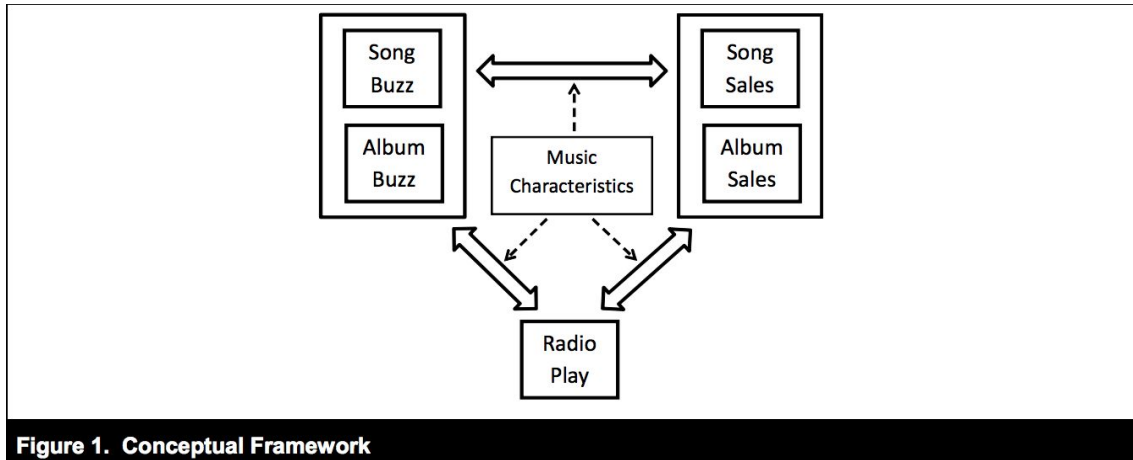 Song
Buzz
Album
Buzz
Music
Characteristics
Song
Sales
Album
Sales
Radio
Play
Figure 1. Conceptual Framework